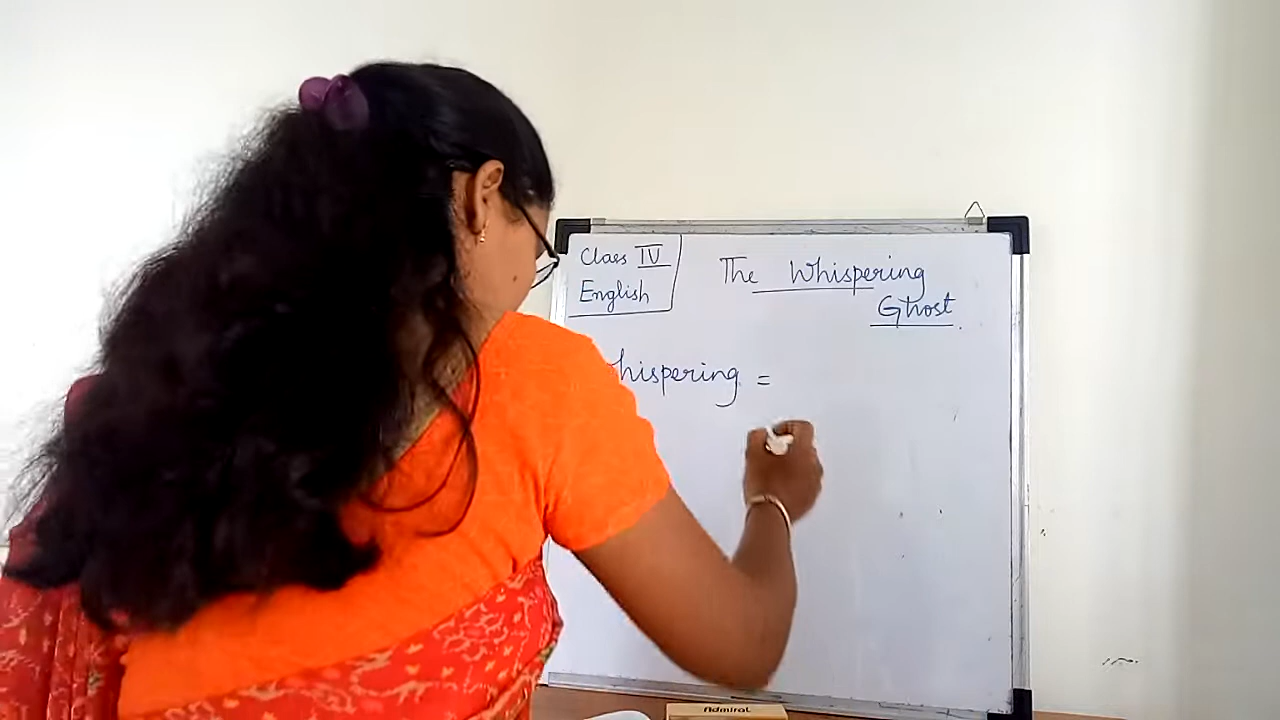 Class IV
English
The Whispering
Ghost
hispering =
Admiral